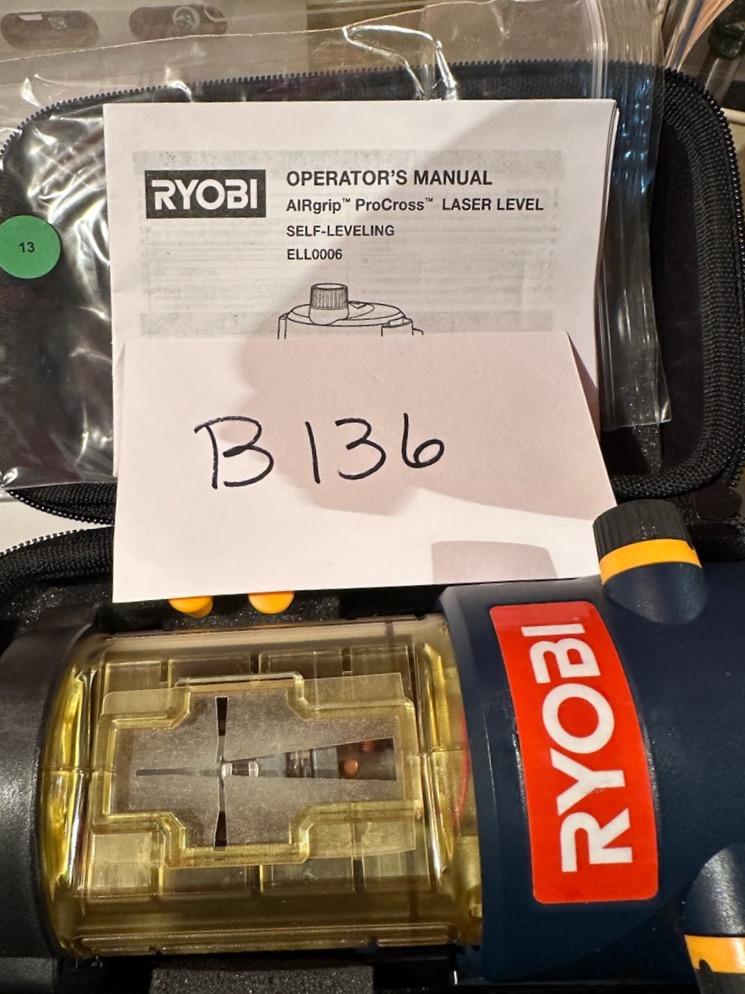 RYOBI
OPERATOR'S MANUAL
AIRgrip™ ProCross™ LASER LEVEL
SELF-LEVELING
ELL0006
13
B136
RYOBI